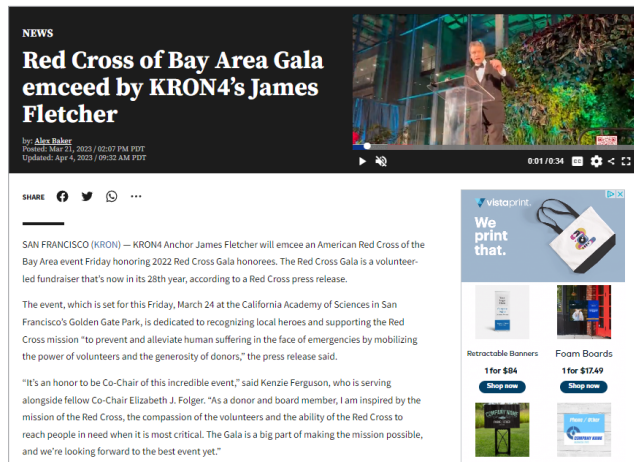 NEWS
Red Cross of Bay Area Gala
emceed by KRON4’s James
Fletcher
by: Alex Baker
Posted: Mar 21, 2023 / 02:07 PM PDT
Updated: Apr 4, 2023 / 09:32 AM PDT
0:01 / 0:34 CC
SHARE
SAN FRANCISCO (KRON) — KRON4 Anchor James Fletcher will emcee an American Red Cross of the
Bay Area event Friday honoring 2022 Red Cross Gala honorees. The Red Cross Gala is a volunteer-
led fundraiser that’s now in its 28th year, according to a Red Cross press release.
The event, which is set for this Friday, March 24 at the California Academy of Sciences in San
Francisco’s Golden Gate Park, is dedicated to recognizing local heroes and supporting the Red
Cross mission “to prevent and alleviate human suffering in the face of emergencies by mobilizing
the power of volunteers and the generosity of donors,” the press release said.
“It’s an honor to be Co-Chair of this incredible event,” said Kenzie Ferguson, who is serving
alongside fellow Co-Chair Elizabeth J. Folger. “As a donor and board member, I am inspired by the
mission of the Red Cross, the compassion of the volunteers and the ability of the Red Cross to
reach people in need when it is most critical. The Gala is a big part of making the mission possible,
and we’re looking forward to the best event yet.”
vistaprint.
We
print
that.
Retractable Banners
1 for $84
Shop now
Foam Boards
1 for $17.49
Shop now
COMPANY NAME
COMPANY NAME